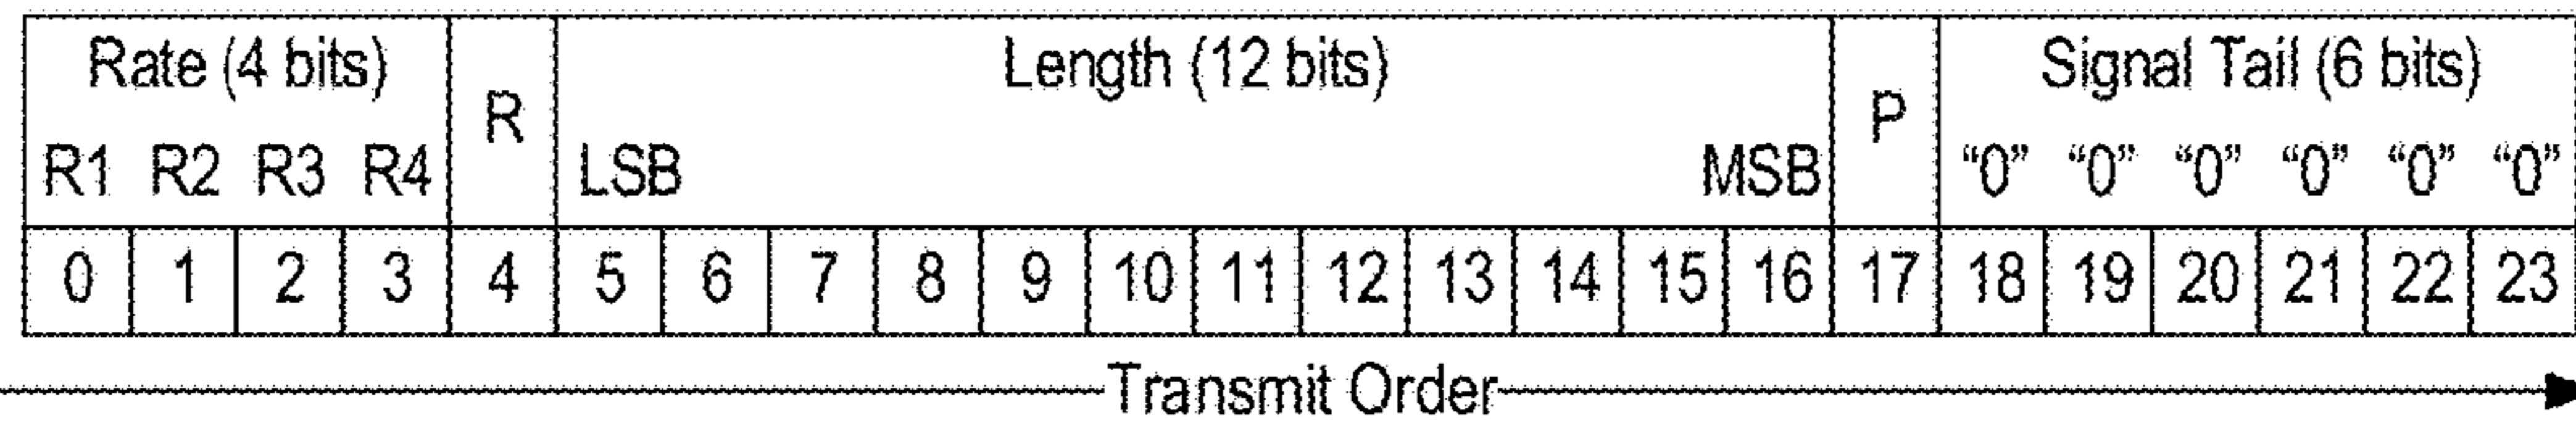 Rate (4 bits) R Length (12 bits) P Signal Tail (6 bits)
R1 R2 R3 R4 LSB MSB “0” “0” “0” “0” “0” “0”
0 1 2 3 4 5 6 7 8 9 10 11 12 13 14 15 16 17 18 19 20 21 22 23
Transmit Order